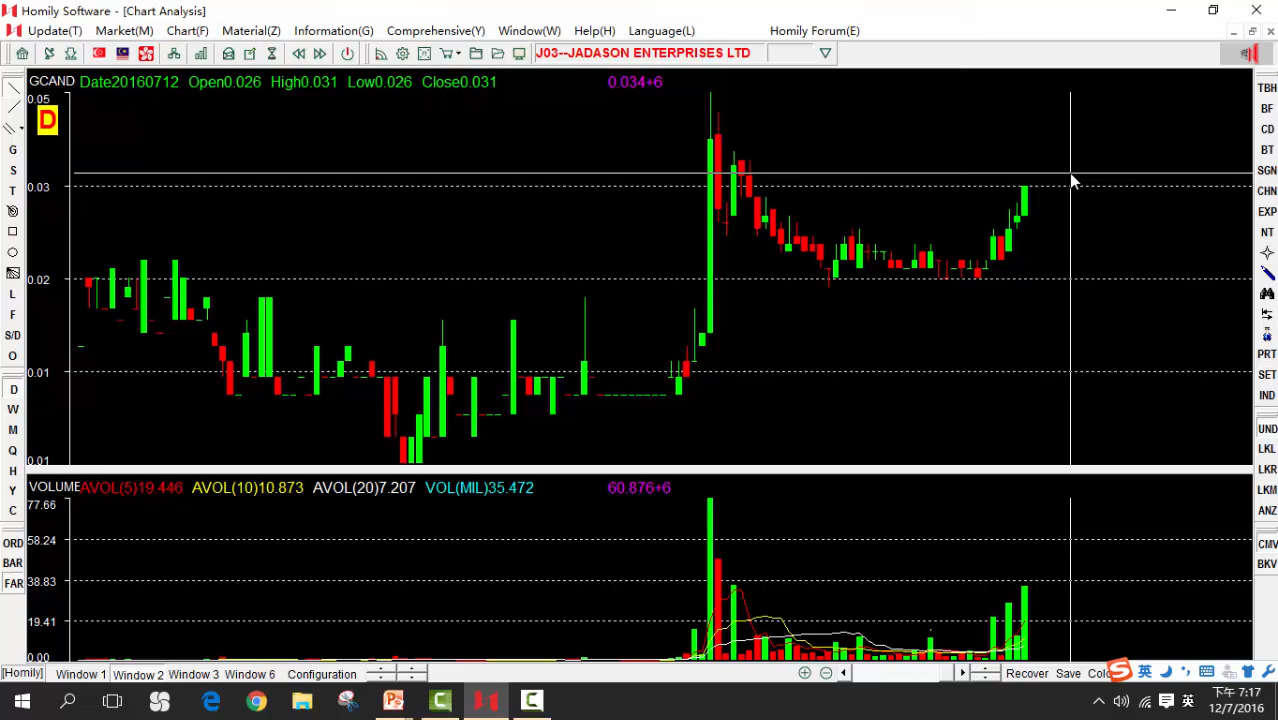 Homily Software - [Chart Analysis]
Update(T) Market(M) Chart(F) Material(Z) Information(G) Comprehensive(Y) Window(W) Help(H) Language(L) Homily Forum(E)
J03--JADASON ENTERPRISES LTD
GCAND Date20160712 Open0.026 High0.031 Low0.026 Close0.031 0.034+6
0.05
D
0.03
0.02
0.01
0.01
VOLUME AVOL(5)19.446 AVOL(10)10.873 AVOL(20)7.207 VOL(MIL)35.472 60.876+6
77.66
58.24
38.83
19.41
0.00
G
S
T
L
F
S/D
O
D
W
M
Q
H
Y
C
ORD
BAR
FAR
TBH
BF
CD
BT
SGN
CHN
EXP
NT
PRT
SET
IND
UND
LKL
LKR
LKM
ANZ
CMV
BKV
[Homily] Window 1 Window 2 Window 3 Window 6 Configuration Recover Save
S 英
英
下午 7:17
12/7/2016